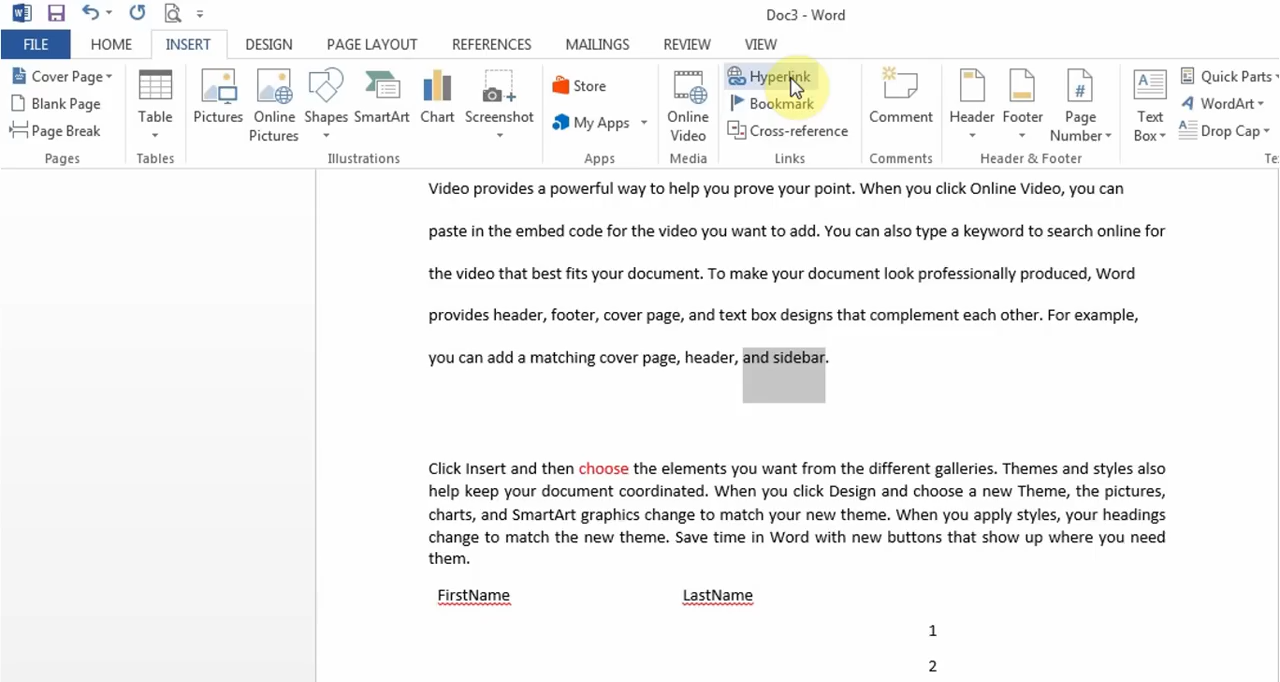 Doc3 - Word
FILE HOME INSERT DESIGN PAGE LAYOUT REFERENCES MAILINGS REVIEW VIEW
Cover Page
Blank Page
Page Break
Pages
Table
Tables
Pictures
Online Pictures
Shapes
SmartArt
Chart
Screenshot
Illustrations
Store
My Apps
Apps
Online Video
Media
Hyperlink
Bookmark
Cross-reference
Links
Comment
Comments
Header
Footer
Page Number
Header & Footer
Text Box
Quick Parts
WordArt
Drop Cap
Video provides a powerful way to help you prove your point. When you click Online Video, you can
paste in the embed code for the video you want to add. You can also type a keyword to search online for
the video that best fits your document. To make your document look professionally produced, Word
provides header, footer, cover page, and text box designs that complement each other. For example,
you can add a matching cover page, header, and sidebar.
Click Insert and then choose the elements you want from the different galleries. Themes and styles also
help keep your document coordinated. When you click Design and choose a new Theme, the pictures,
charts, and SmartArt graphics change to match your new theme. When you apply styles, your headings
change to match the new theme. Save time in Word with new buttons that show up where you need
them.
FirstName LastName
1
2